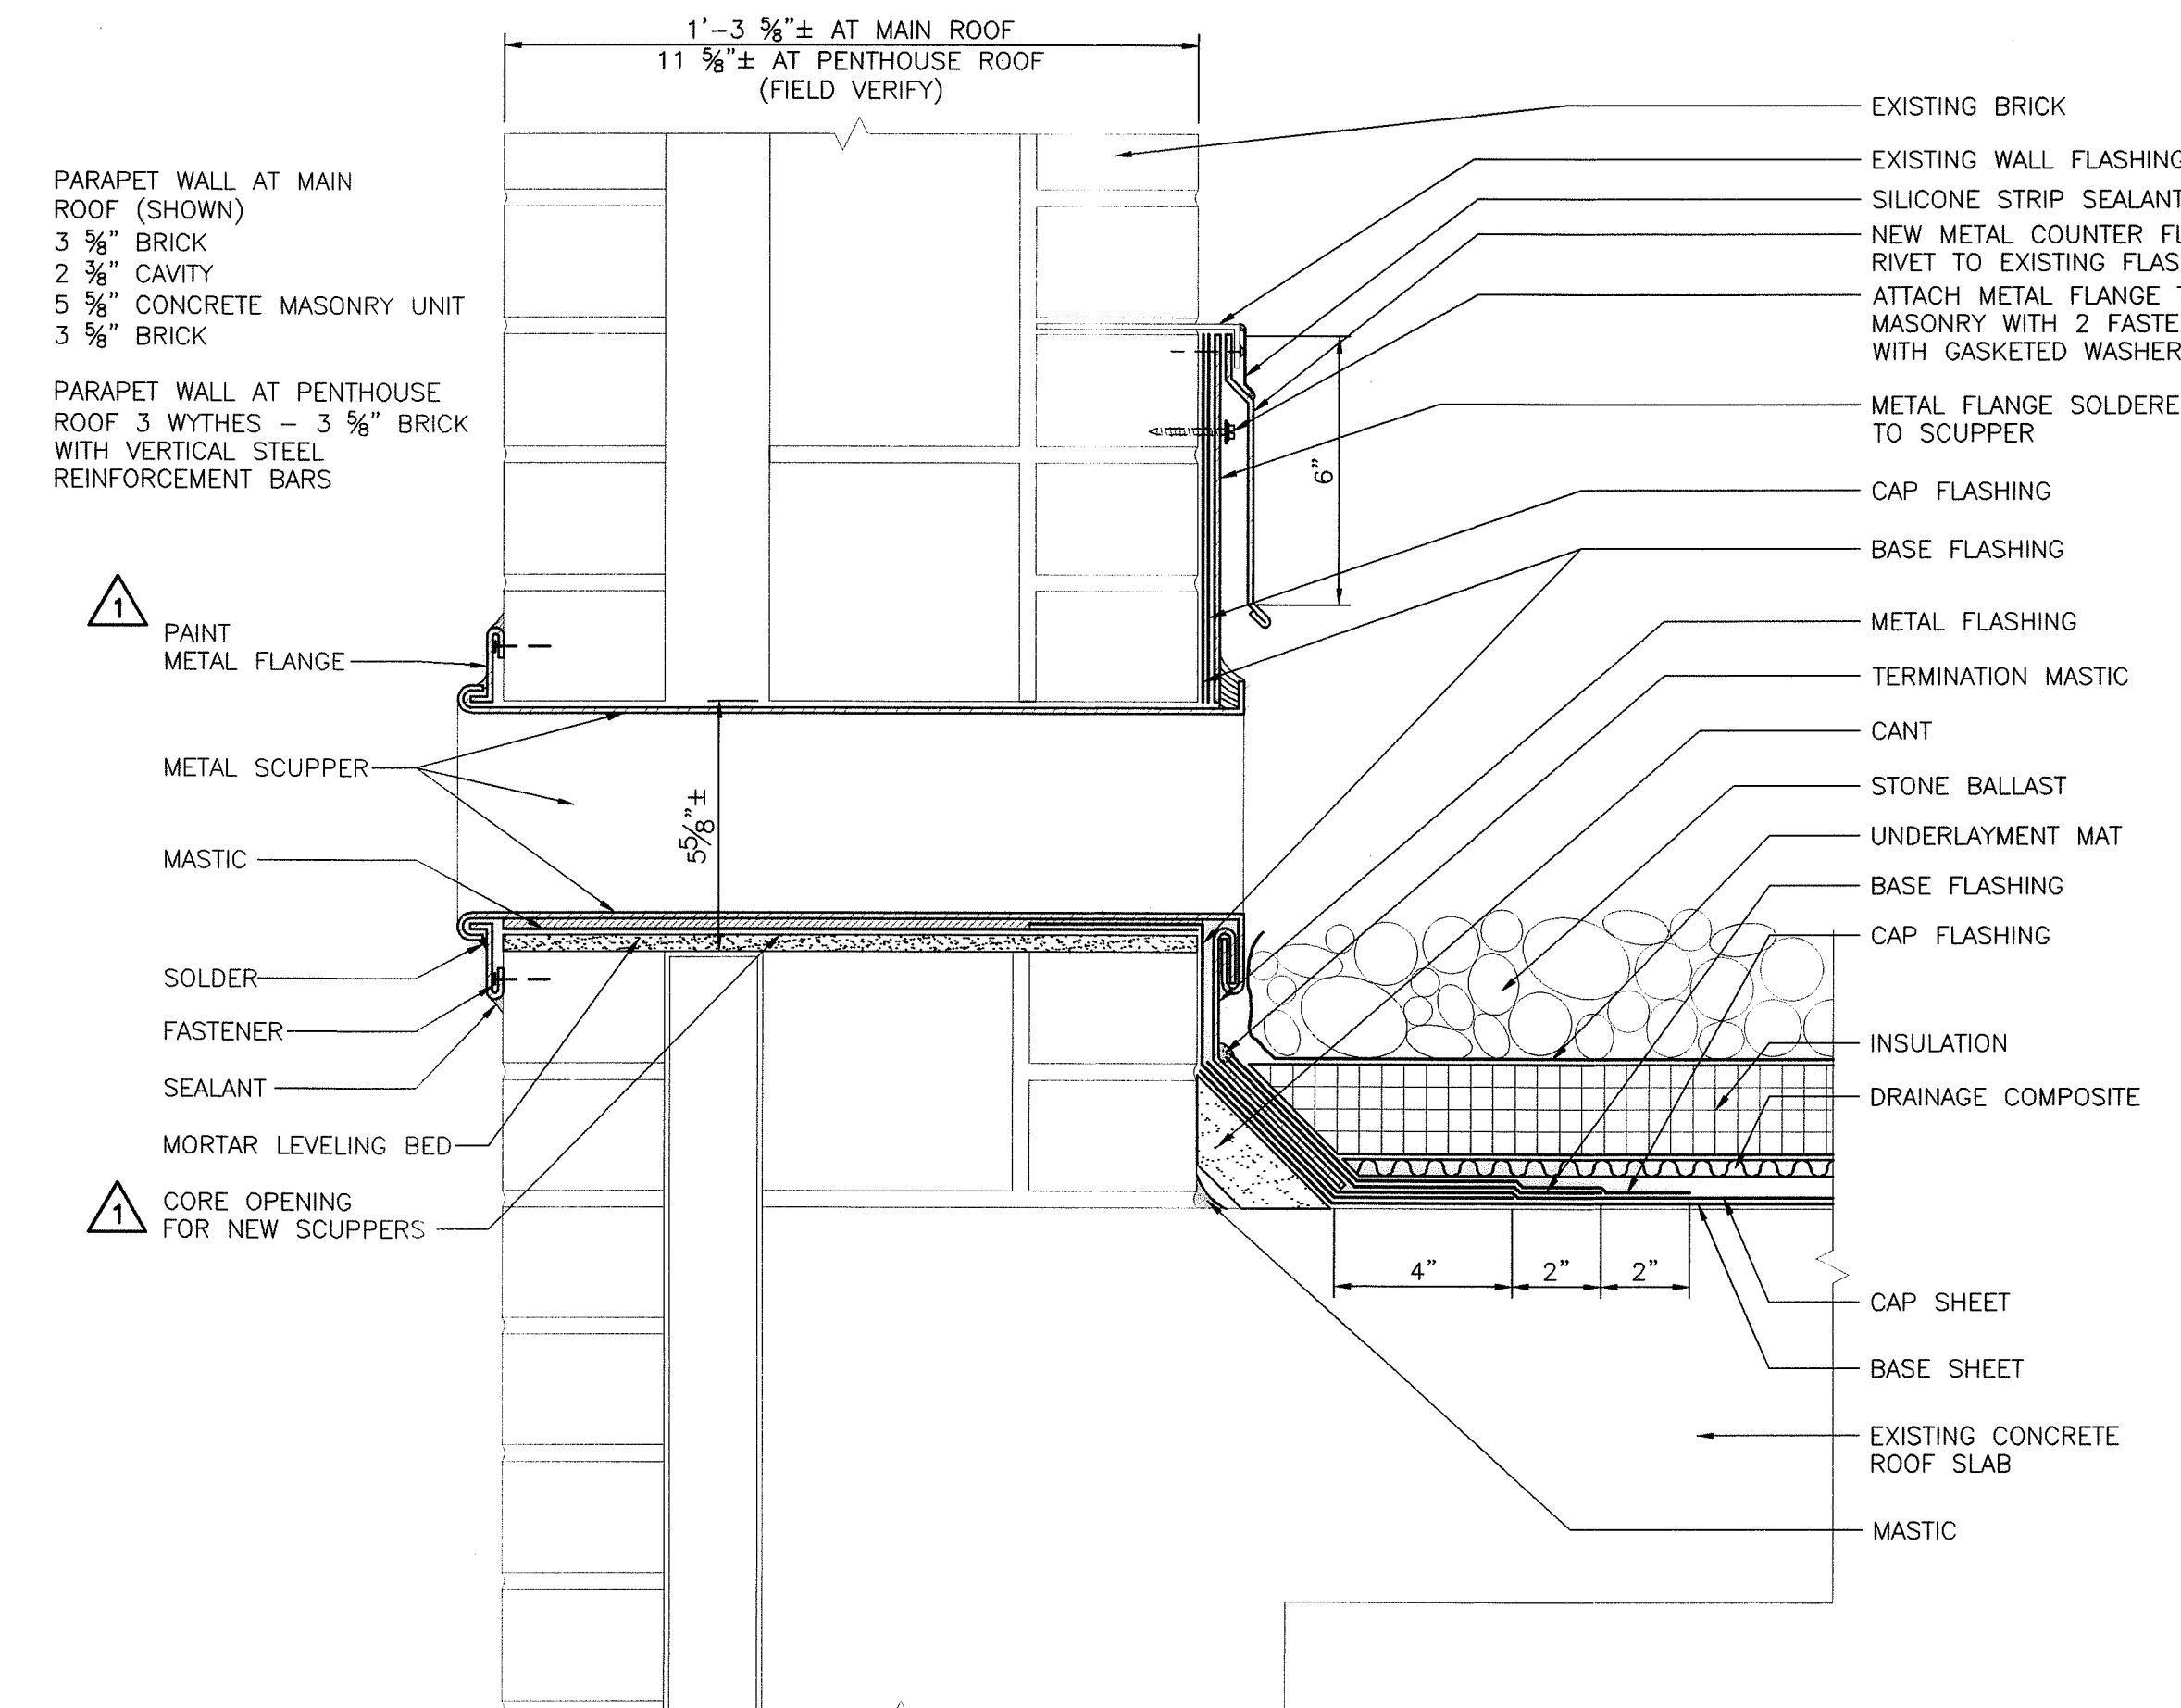 1'-3 ⅝"± AT MAIN ROOF
11 ⅝"± AT PENTHOUSE ROOF
(FIELD VERIFY)
PARAPET WALL AT MAIN
ROOF (SHOWN)
3 ⅝" BRICK
2 ⅜" CAVITY
5 ⅝" CONCRETE MASONRY UNIT
3 ⅝" BRICK
PARAPET WALL AT PENTHOUSE
ROOF 3 WYTHES – 3 ⅝" BRICK
WITH VERTICAL STEEL
REINFORCEMENT BARS
1
PAINT
METAL FLANGE
METAL SCUPPER
MASTIC
SOLDER
FASTENER
SEALANT
MORTAR LEVELING BED
1
CORE OPENING
FOR NEW SCUPPERS
5⅝"±
6"
4"
2"
2"
EXISTING BRICK
EXISTING WALL FLASHING
SILICONE STRIP SEALANT
NEW METAL COUNTER
RIVET TO EXISTING
ATTACH METAL FLANGE
MASONRY WITH 2
WITH GASKETED WASHER
METAL FLANGE
TO SCUPPER
CAP FLASHING
BASE FLASHING
METAL FLASHING
TERMINATION MASTIC
CANT
STONE BALLAST
UNDERLAYMENT MAT
BASE FLASHING
CAP FLASHING
INSULATION
DRAINAGE COMPOSITE
CAP SHEET
BASE SHEET
EXISTING CONCRETE
ROOF SLAB
MASTIC